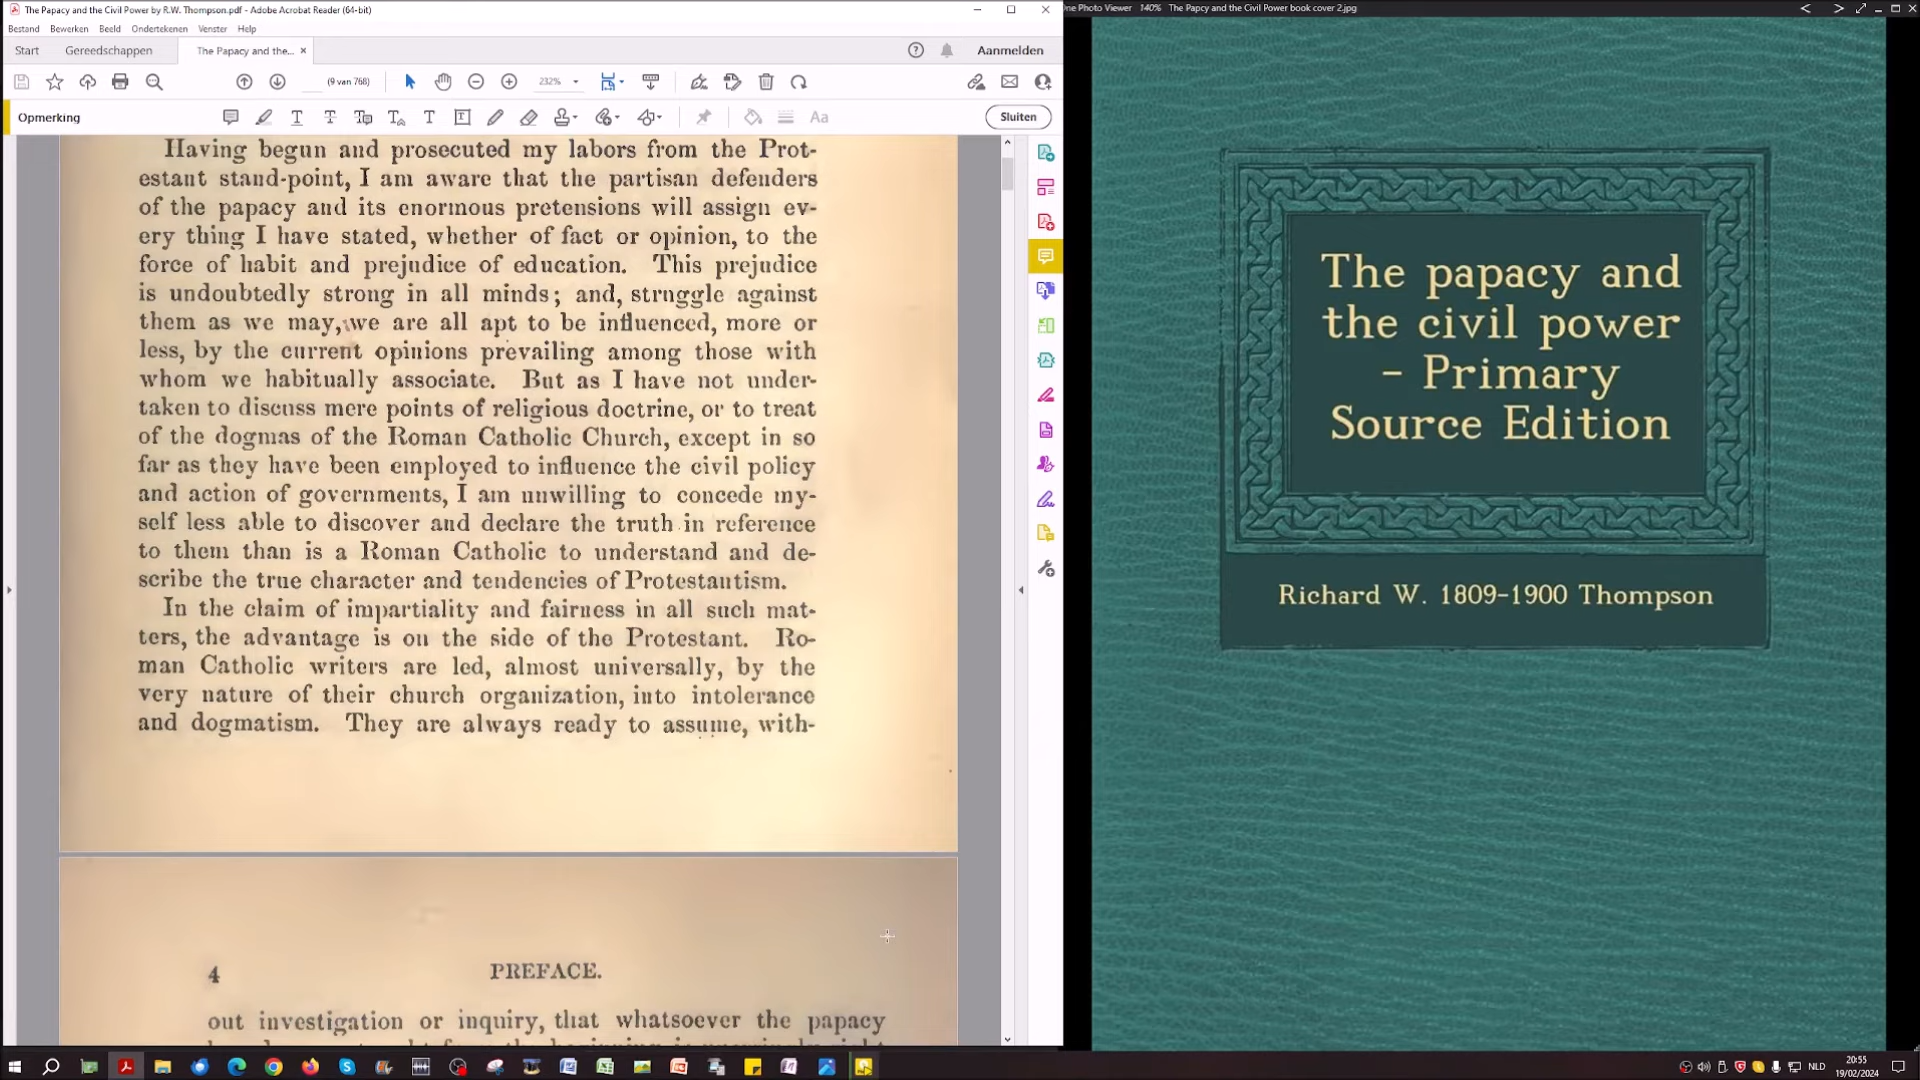 The Papacy and the Civil Power by R.W. Thompson.pdf - Adobe Acrobat Reader (64-bit)
Bestand Bewerken Beeld Ondertekenen Venster Help
Start Gereedschappen The Papacy and the... × Aanmelden
(9 van 768) 232%
Opmerking Sluiten
Having begun and prosecuted my labors from the Prot-
estant stand-point, I am aware that the partisan defenders
of the papacy and its enormous pretensions will assign ev-
ery thing I have stated, whether of fact or opinion, to the
force of habit and prejudice of education. This prejudice
is undoubtedly strong in all minds; and, struggle against
them as we may, we are all apt to be influenced, more or
less, by the current opinions prevailing among those with
whom we habitually associate. But as I have not under-
taken to discuss mere points of religious doctrine, or to treat
of the dogmas of the Roman Catholic Church, except in so
far as they have been employed to influence the civil policy
and action of governments, I am unwilling to concede my-
self less able to discover and declare the truth in reference
to them than is a Roman Catholic to understand and de-
scribe the true character and tendencies of Protestantism.
In the claim of impartiality and fairness in all such mat-
ters, the advantage is on the side of the Protestant. Ro-
man Catholic writers are led, almost universally, by the
very nature of their church organization, into intolerance
and dogmatism. They are always ready to assume, with-
4 PREFACE.
out investigation or inquiry, that whatsoever the papacy
One Photo Viewer 140% The Papcy and the Civil Power book cover 2.jpg
The papacy and
the civil power
- Primary
Source Edition
Richard W. 1809-1900 Thompson
NLD
20:55
19/02/2024